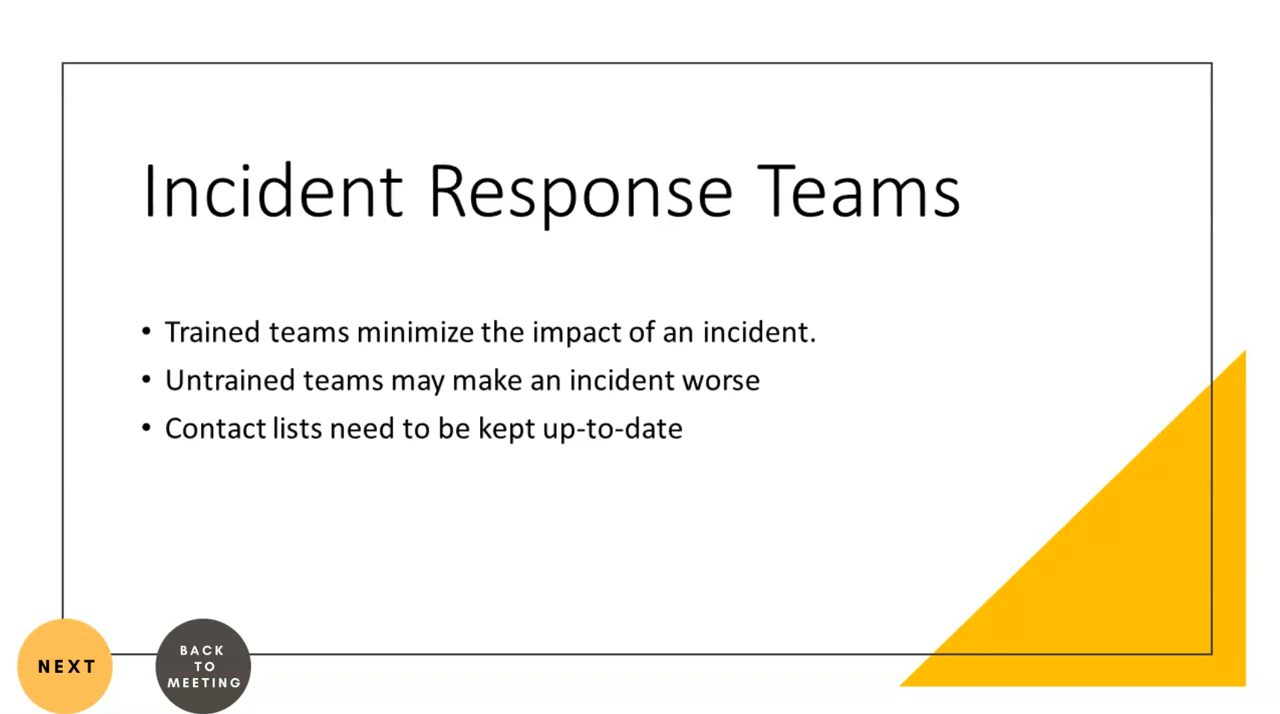 Incident Response Teams
• Trained teams minimize the impact of an incident.
• Untrained teams may make an incident worse
• Contact lists need to be kept up-to-date
NEXT
BACK
TO
MEETING